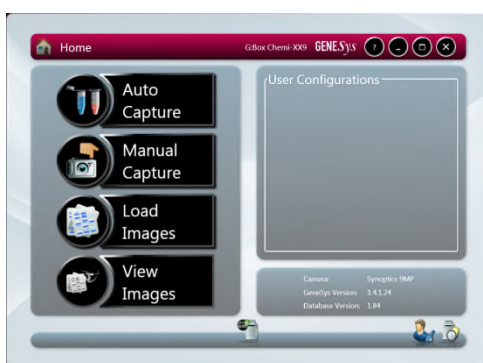 Home
G:Box Chemi-XX9 GENESys ?
Auto
Capture
User Configurations
Manual
Capture
Load
Images
View
Images
Camera: Synoptics 9MP
GeneSys Version: 1.4.1.24
Database Version: 1.84